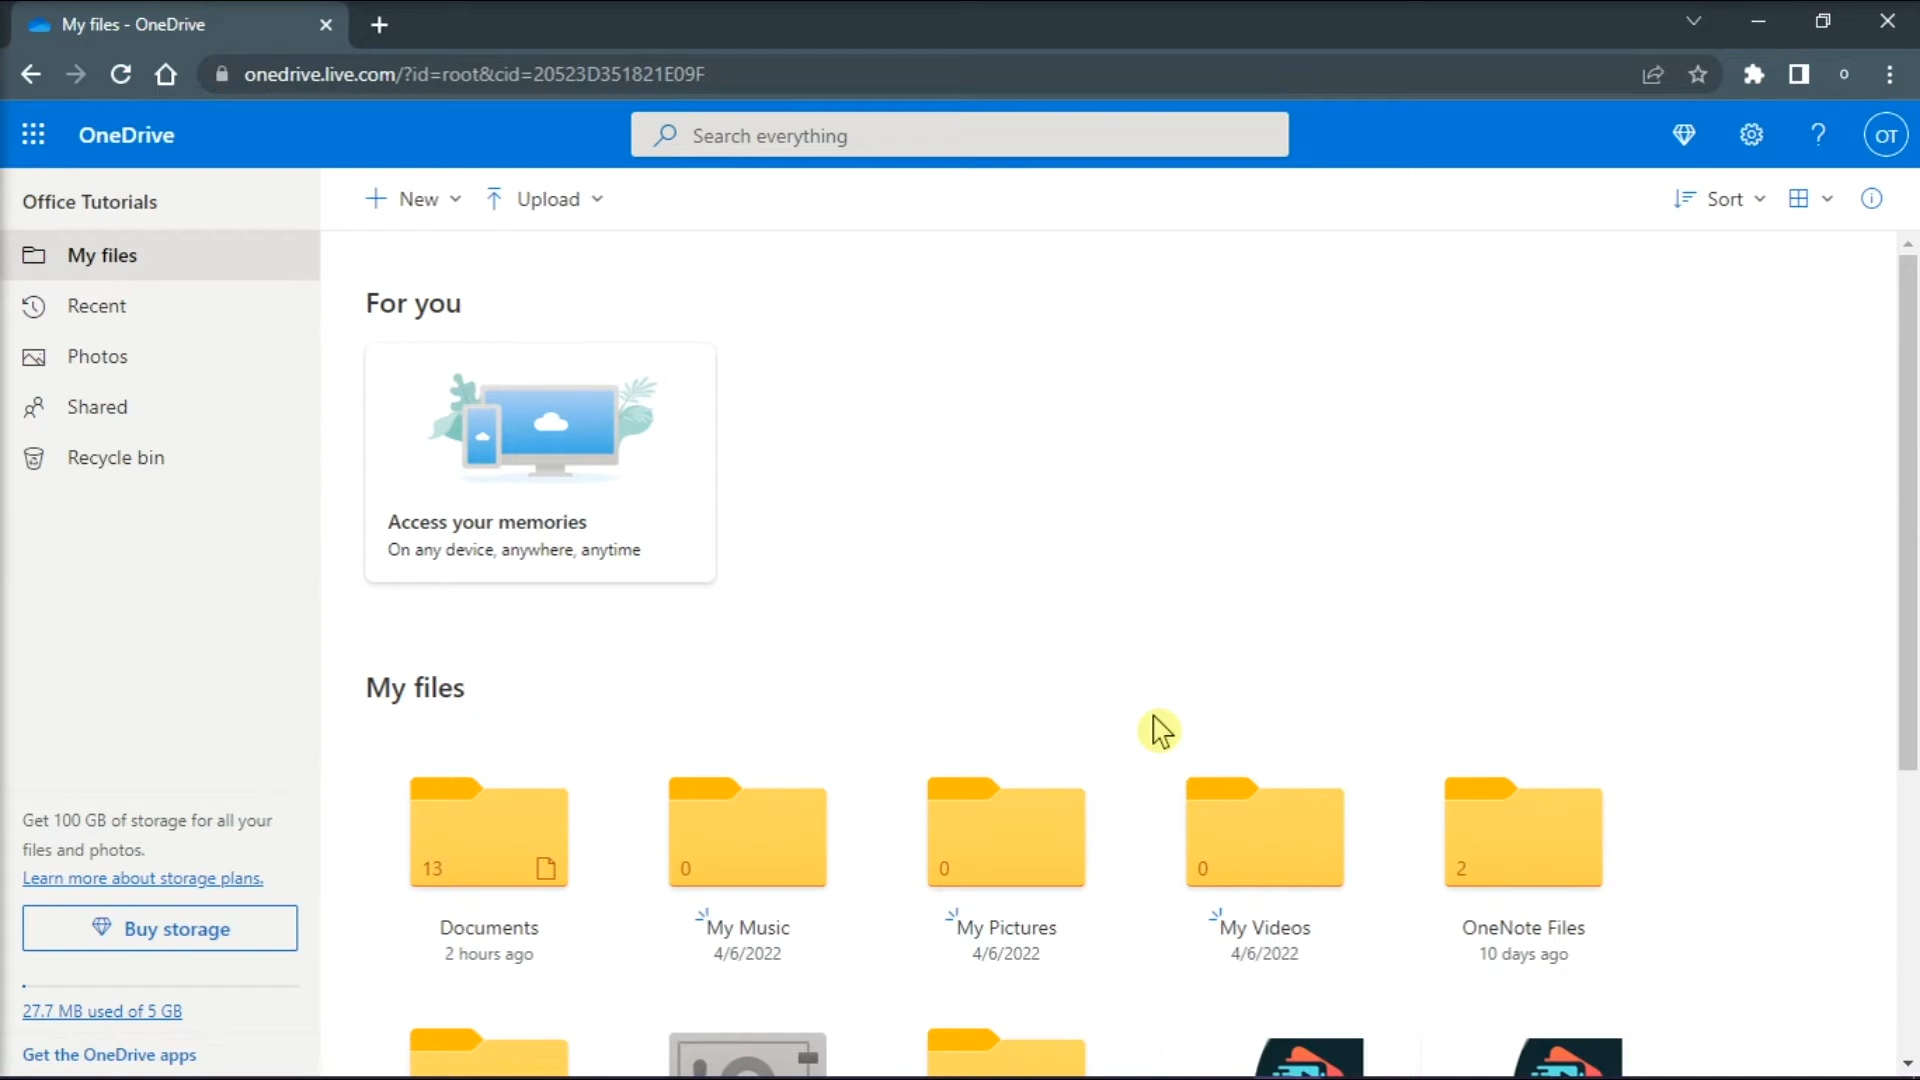 My files - OneDrive
onedrive.live.com/?id=root&cid=20523D351821E09F
o
OneDrive
Search everything
?
OT
Office Tutorials
New
Upload
Sort
My files
Recent
Photos
Shared
Recycle bin
For you
Access your memories
On any device, anywhere, anytime
My files
13
0
0
0
2
Documents
My Music
My Pictures
My Videos
OneNote Files
2 hours ago
4/6/2022
4/6/2022
4/6/2022
10 days ago
Get 100 GB of storage for all your
files and photos.
Learn more about storage plans.
Buy storage
27.7 MB used of 5 GB
Get the OneDrive apps